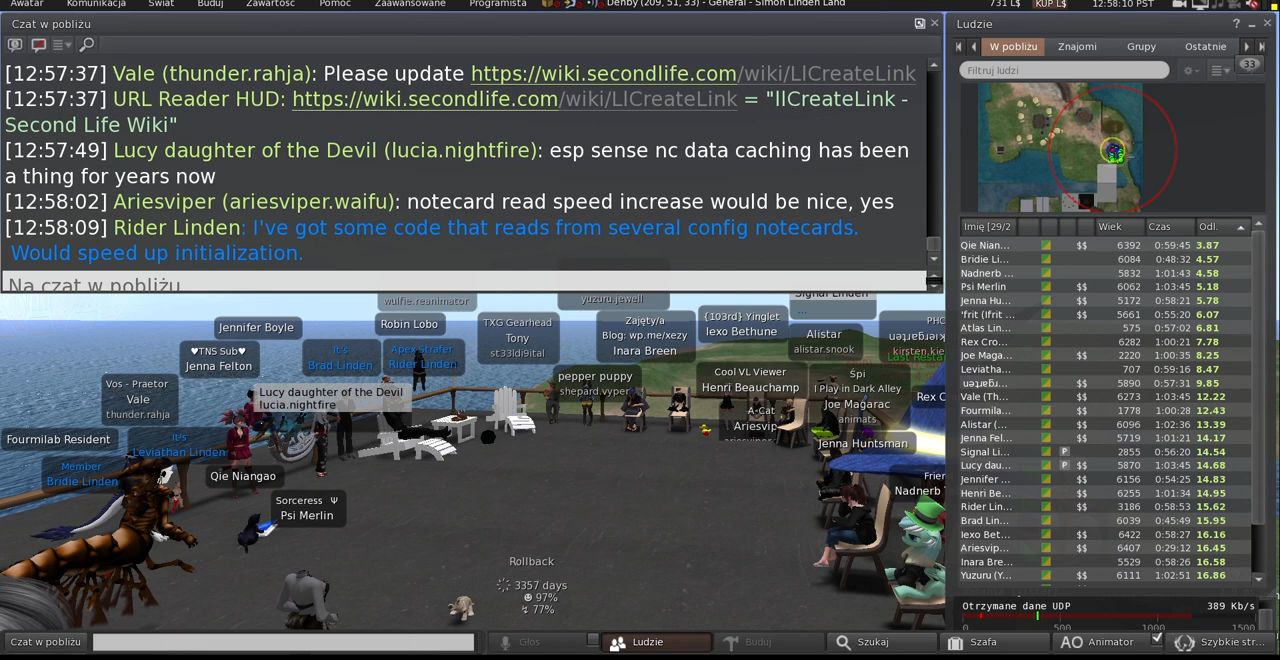 Awatar Komunikacja Świat Buduj Zawartość Pomoc Zaawansowane Programista Denby (209, 51, 33) - General - Simon Linden Land 731 L$ KUP L$ 12:58:10 PST
Czat w pobliżu
[12:57:37] Vale (thunder.rahja): Please update https://wiki.secondlife.com/wiki/LlCreateLink
[12:57:37] URL Reader HUD: https://wiki.secondlife.com/wiki/LlCreateLink = "llCreateLink -
Second Life Wiki"
[12:57:49] Lucy daughter of the Devil (lucia.nightfire): esp sense nc data caching has been
a thing for years now
[12:58:02] Ariesviper (ariesviper.waifu): notecard read speed increase would be nice, yes
[12:58:09] Rider Linden: I've got some code that reads from several config notecards.
Would speed up initialization.
Na czat w pobliżu
wulfie.reanimator
yuzuru.jewell
Signal Linden
...
Jennifer Boyle
Robin Lobo
TXG Gearhead
Tony
st33ldi9ital
Zajęty/a
Blog: wp.me/xezy
Inara Breen
{103rd} Yinglet
Iexo Bethune
Alistar
alistar.snook
kirsten.kie
♥TNS Sub♥
Jenna Felton
It's
Brad Linden
Apex Strafer
Rider Linden
Vos - Praetor
Vale
thunder.rahja
Lucy daughter of the Devil
lucia.nightfire
pepper puppy
shepard.vyper
Cool VL Viewer
Henri Beauchamp
Śpi
I Play in Dark Alley
Joe Magarac
animats
Rex C
A-Cat
Ariesvip
Fourmilab Resident
It's
Leviathan Linden
Jenna Huntsman
Member
Bridie Linden
Qie Niangao
Frien
Nadnerb
Sorceress Ψ
Psi Merlin
Rollback
3357 days
97%
77%
Czat w pobliżu
Głos
Ludzie
Buduj
Szukaj
Szafa
AO Animator
Szybkie str...
Ludzie
W pobliżu Znajomi Grupy Ostatnie
Filtruj ludzi
33
Imię [29/2 Wiek Czas Odl.
Qie Nian... $$ 6392 0:59:45 3.87
Bridie Li... 6084 0:48:32 4.57
Nadnerb ... 5832 1:01:43 4.58
Psi Merlin $$ 6062 1:03:45 5.18
Jenna Hu... $$ 5172 0:58:21 5.78
Ifrit (Ifrit ... $$ 5661 0:55:20 6.07
Atlas Lin... 575 0:57:02 6.81
Rex Cro... 6282 0:1:00:21 7.78
Joe Maga... $$ 2220 1:00:35 8.25
Leviatha... 707 0:59:16 8.47
$$ 5890 0:57:31 9.85
Vale (Th... $$ 6273 1:03:45 12.22
Fourmila... $$ 1778 1:00:28 12.43
Alistar (... $$ 6096 1:02:36 13.39
Jenna Fel... $$ 5719 1:01:21 14.17
Signal Li... P 2855 0:56:20 14.54
Lucy dau... P $$ 5870 1:03:45 14.68
Jennifer ... $$ 6156 0:54:25 14.83
Henri Be... $$ 6255 1:01:34 14.95
Rider Lin... $$ 3186 0:58:53 15.62
Brad Lin... 6039 0:45:49 15.95
Iexo Bet... $$ 6422 0:58:27 16.16
Ariesvip... $$ 6407 0:29:12 16.45
Inara Bre... 5529 0:58:26 16.58
Yuzuru (Y... $$ 6111 1:02:51 16.86
Otrzymane dane UDP 389 Kb/s
0 500 1000 1500